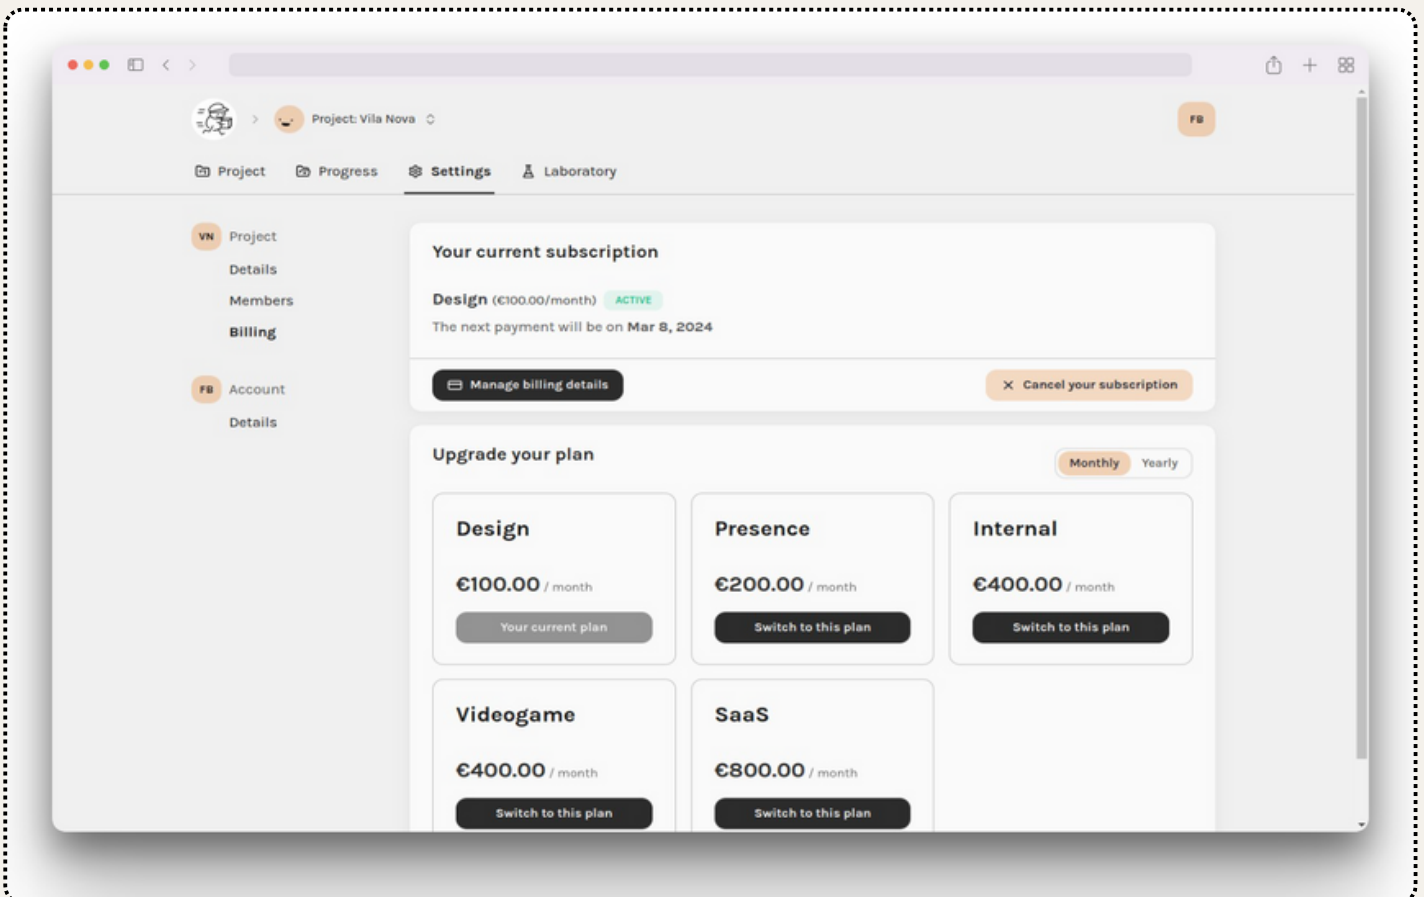 Project: Vila Nova
FB
Project
Progress
Settings
Laboratory
VN Project
Details
Members
Billing
FB Account
Details
Your current subscription
Design (€100.00/month) ACTIVE
The next payment will be on Mar 8, 2024
Manage billing details
Cancel your subscription
Upgrade your plan
Monthly Yearly
Design
€100.00 / month
Your current plan
Presence
€200.00 / month
Switch to this plan
Internal
€400.00 / month
Switch to this plan
Videogame
€400.00 / month
Switch to this plan
SaaS
€800.00 / month
Switch to this plan